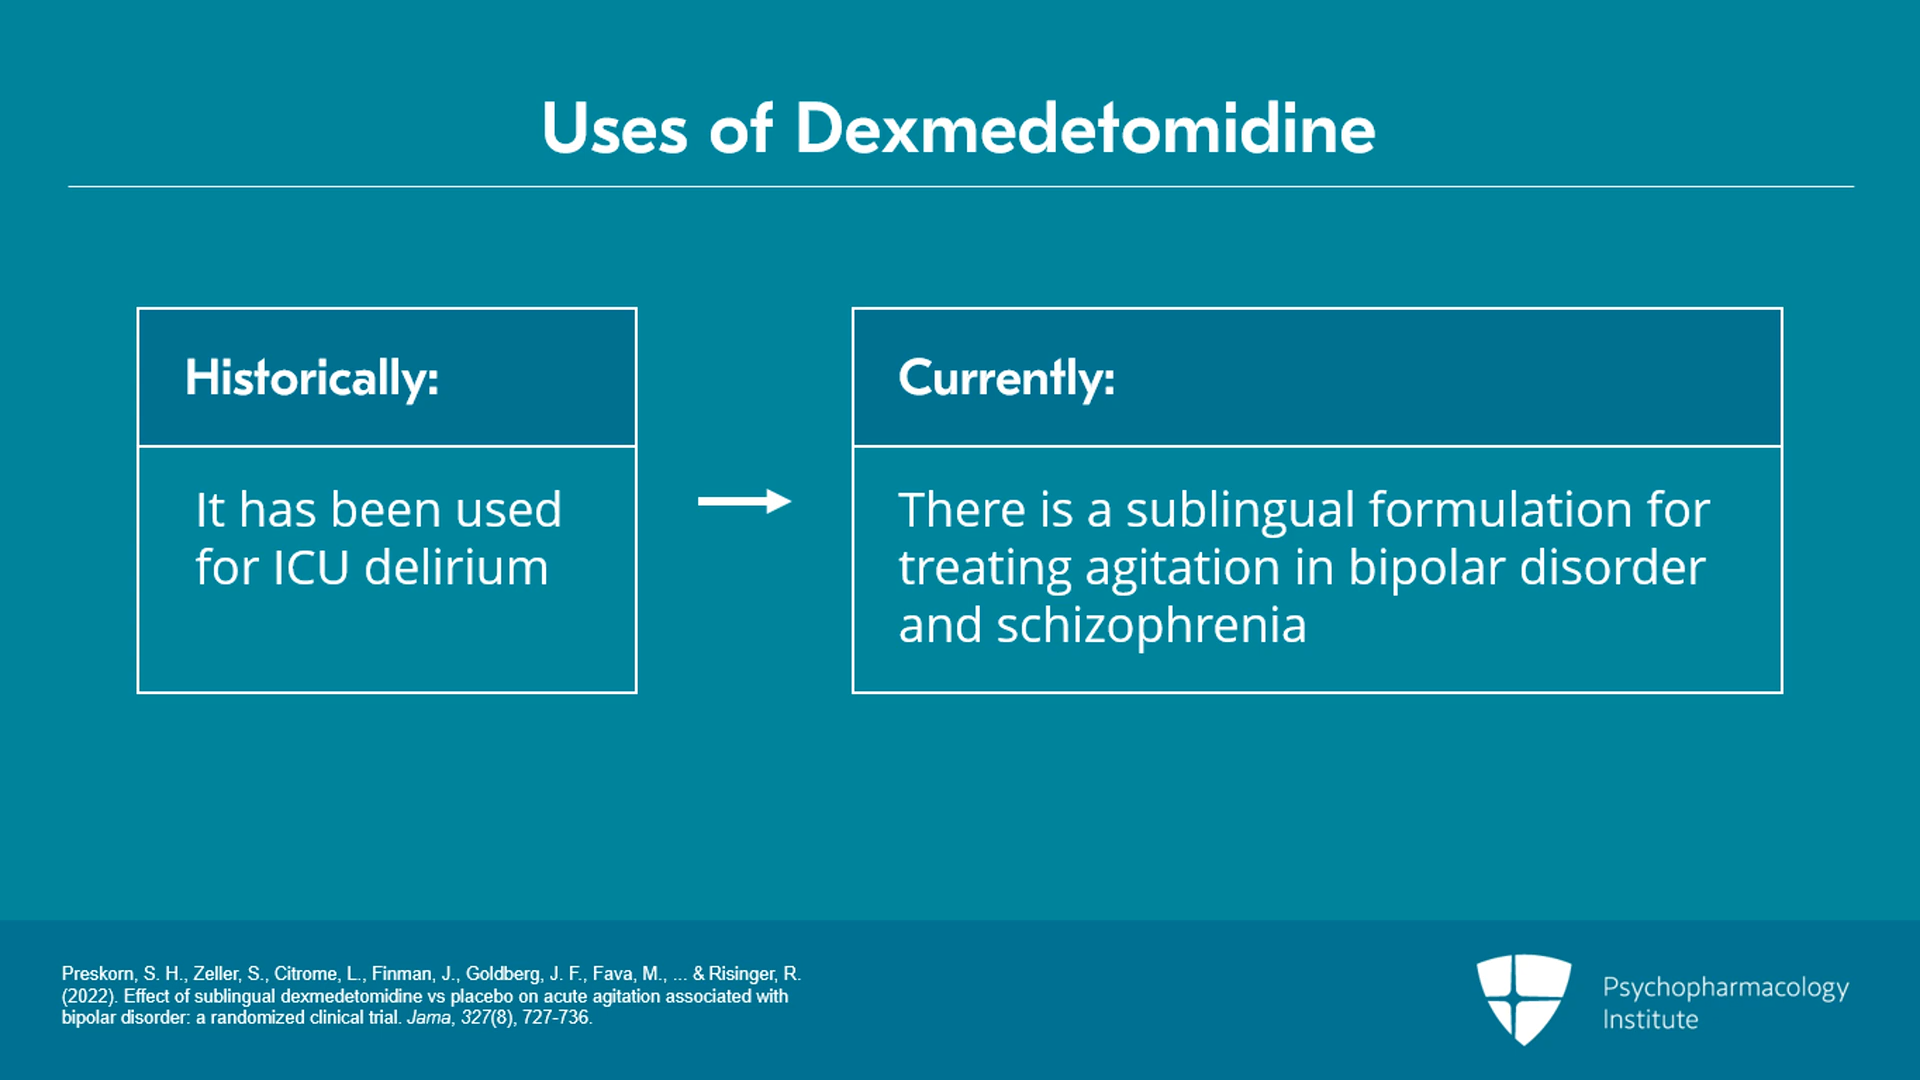 Uses of Dexmedetomidine
Historically:
It has been used
for ICU delirium
Currently:
There is a sublingual formulation for
treating agitation in bipolar disorder
and schizophrenia
Preskorn, S. H., Zeller, S., Citrome, L., Finman, J., Goldberg, J. F., Fava, M., ... & Risinger, R.
(2022). Effect of sublingual dexmedetomidine vs placebo on acute agitation associated with
bipolar disorder: a randomized clinical trial. Jama, 327(8), 727-736.
Psychopharmacology
Institute